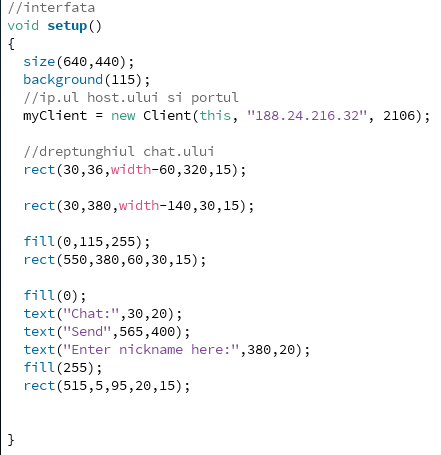 //interfata
void setup()
{
size(640,440);
background(115);
//ip.ul host.ului si portul
myClient = new Client(this, "188.24.216.32", 2106);
//dreptunghiul chat.ului
rect(30,36,width-60,320,15);
rect(30,380,width-140,30,15);
fill(0,115,255);
rect(550,380,60,30,15);
fill(0);
text("Chat:",30,20);
text("Send",565,400);
text("Enter nickname here:",380,20);
fill(255);
rect(515,5,95,20,15);
}